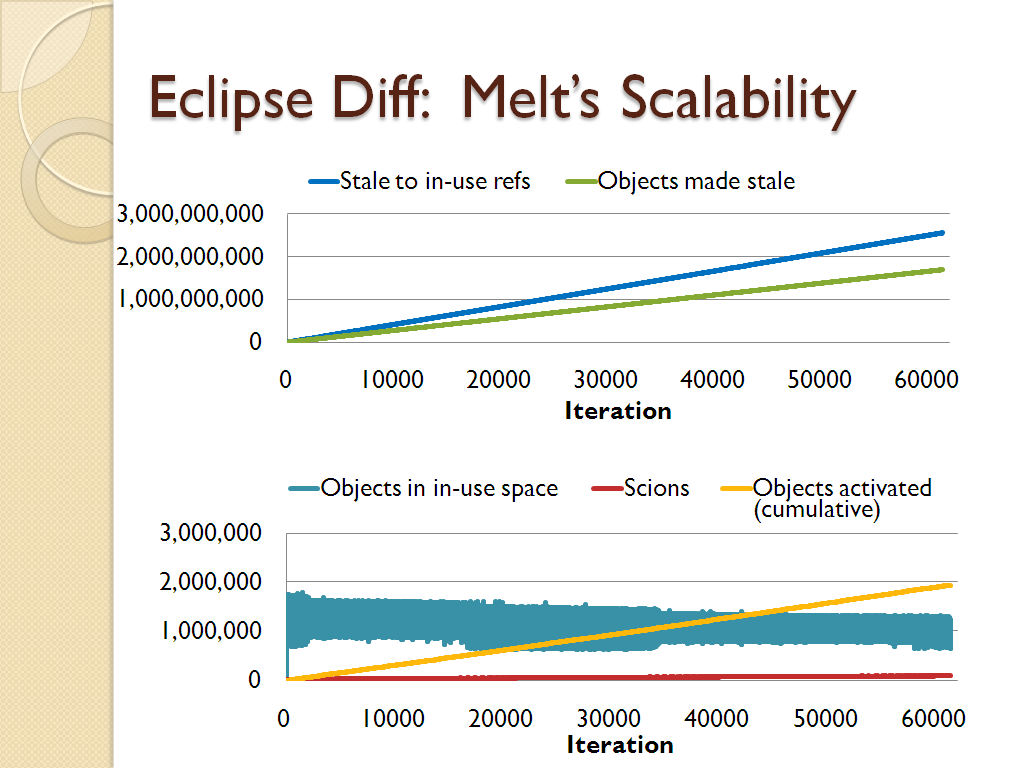 Eclipse Diff: Melt’s Scalability
Stale to in-use refs Objects made stale
3,000,000,000
2,000,000,000
1,000,000,000
0
0 10000 20000 30000 40000 50000 60000
Iteration
Objects in in-use space Scions Objects activated
(cumulative)
3,000,000
2,000,000
1,000,000
0
0 10000 20000 30000 40000 50000 60000
Iteration